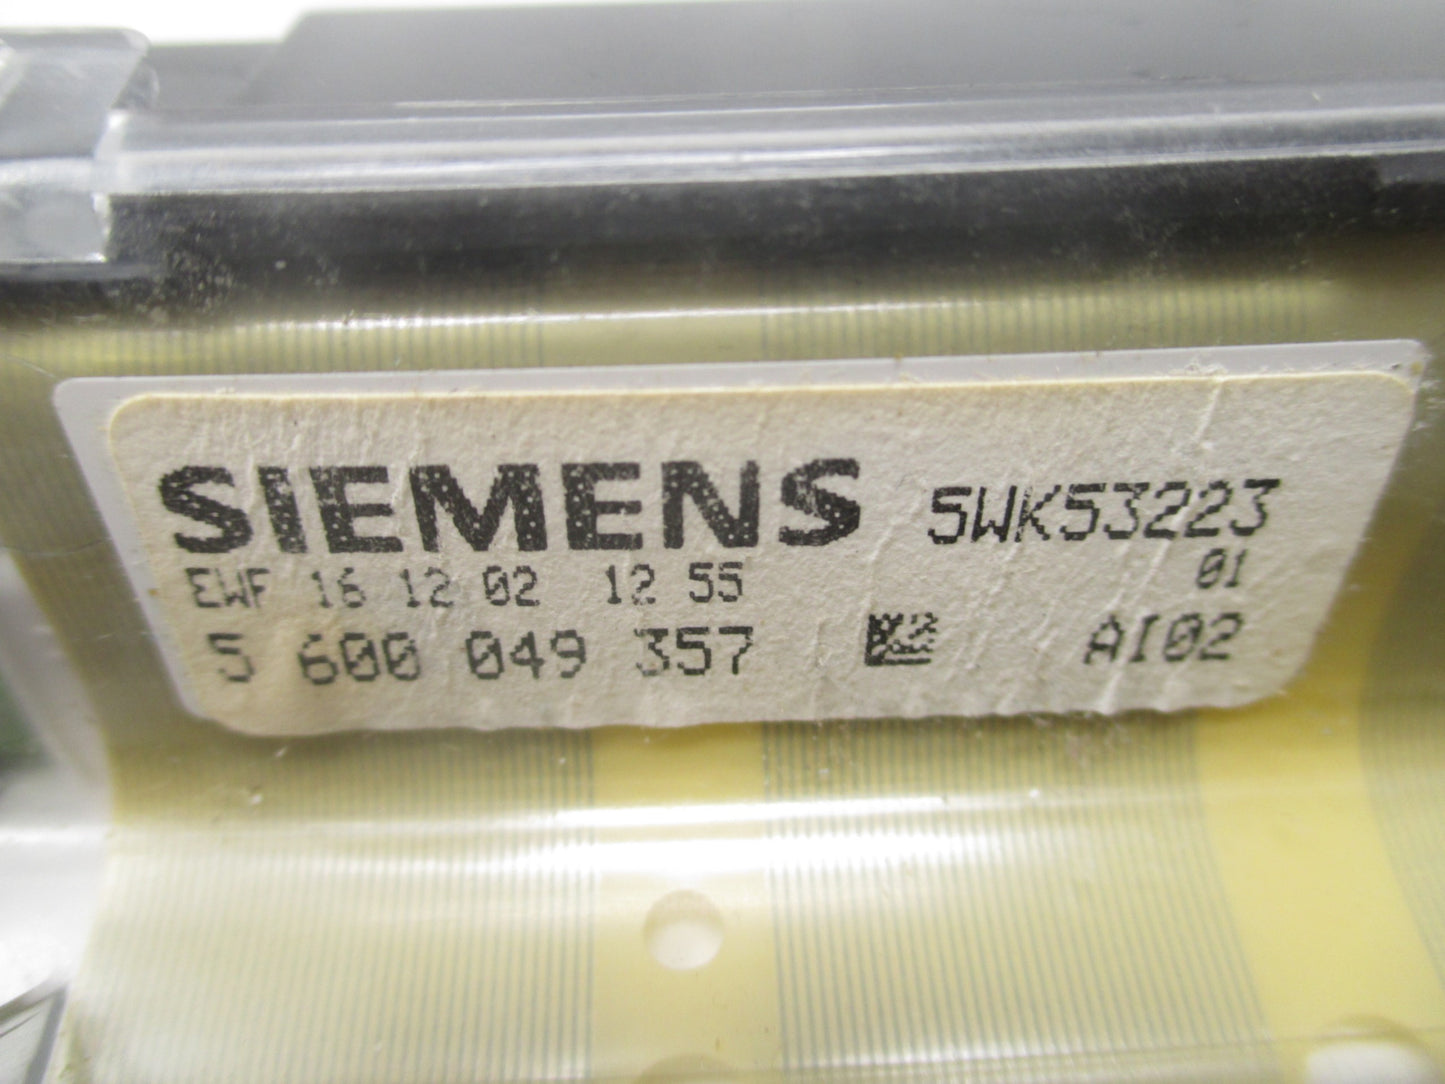 SIEMENS 5WK53223
EWF 16 12 02 12 55 01
5 600 049 357 AI02